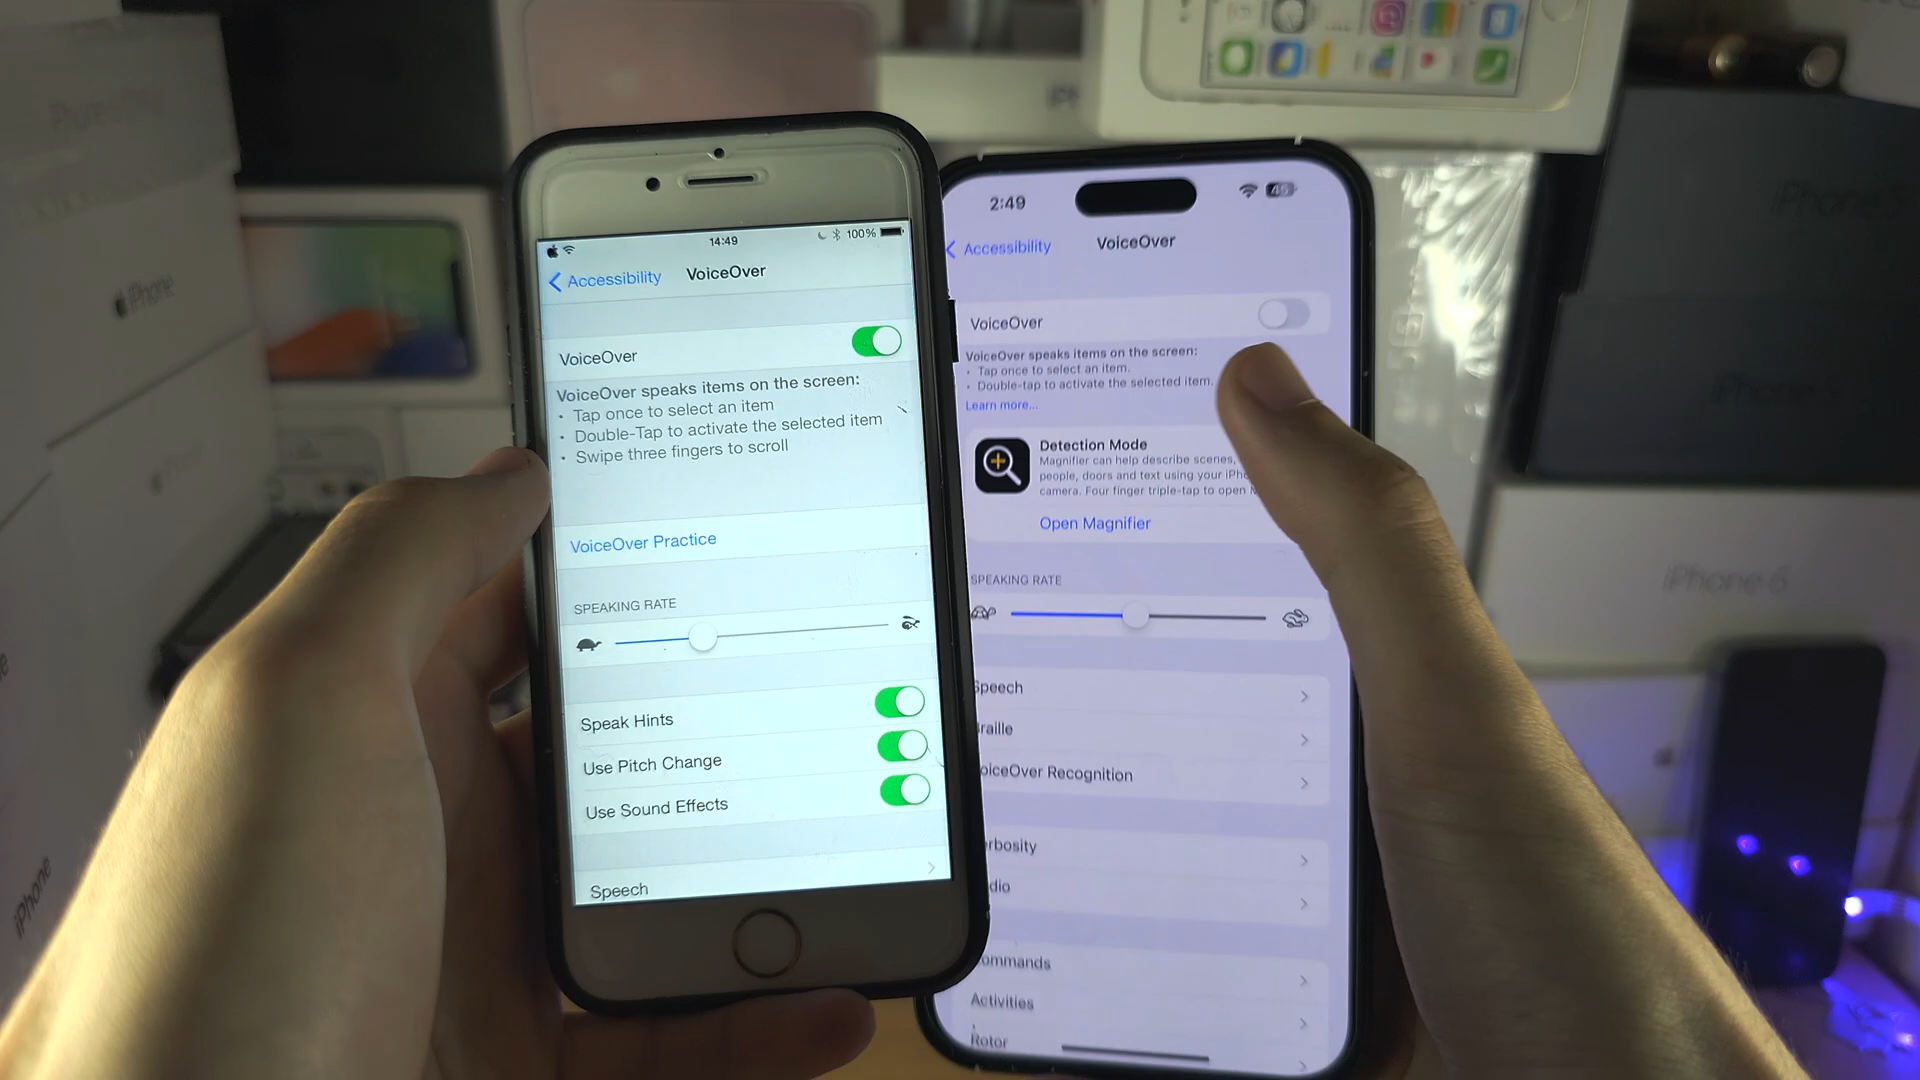 14:49
100%
Accessibility
VoiceOver
VoiceOver
VoiceOver speaks items on the screen:
• Tap once to select an item
• Double-Tap to activate the selected item
• Swipe three fingers to scroll
VoiceOver Practice
SPEAKING RATE
Speak Hints
Use Pitch Change
Use Sound Effects
Speech
2:49
Accessibility
VoiceOver
VoiceOver
VoiceOver speaks items on the screen:
• Tap once to select an item.
• Double-tap to activate the selected item.
Learn more...
Detection Mode
Magnifier can help describe scenes,
people, doors and text using your iPho
camera. Four finger triple-tap to open
Open Magnifier
SPEAKING RATE
Speech
raille
oiceOver Recognition
rbosity
dio
ommands
Activities
Rotor
iPhone
iPhone
iPhone 6